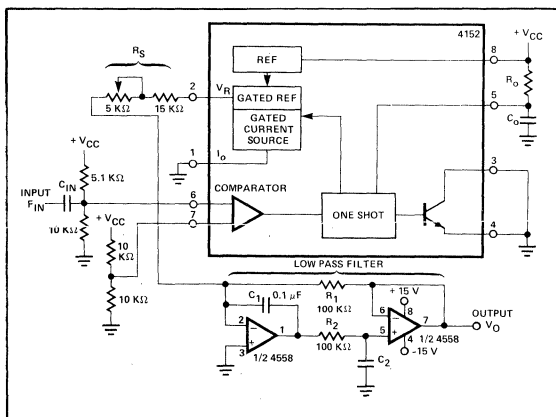 4152
REF
8
+ VCC
RS
RO
2
VR
GATED REF
5 KΩ
15 KΩ
5
GATED
CURRENT
SOURCE
CO
+ VCC
1
IO
CIN
5.1 KΩ
3
COMPARATOR
INPUT
FIN
6
7
+VCC
ONE SHOT
10 KΩ
10
KΩ
4
LOW PASS FILTER
10 KΩ
C1
0.1 µF
R1
100 KΩ
+ 15 V
2
6
8
OUTPUT
VO
1
R2
7
3
100 KΩ
5
4
1/2 4558
1/2 4558
C2
-15 V